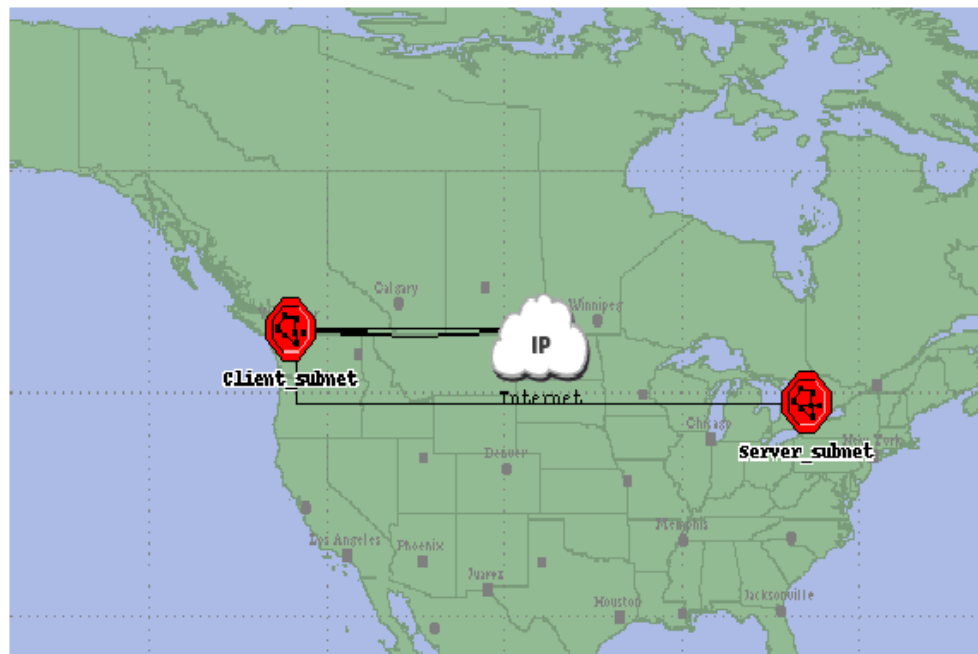 Calgary
Winnipeg
IP
Client_subnet
Internet
Chicago
New York
Server_subnet
Denver
Memphis
Los Angeles
Phoenix
Juarez
Houston
Jacksonville